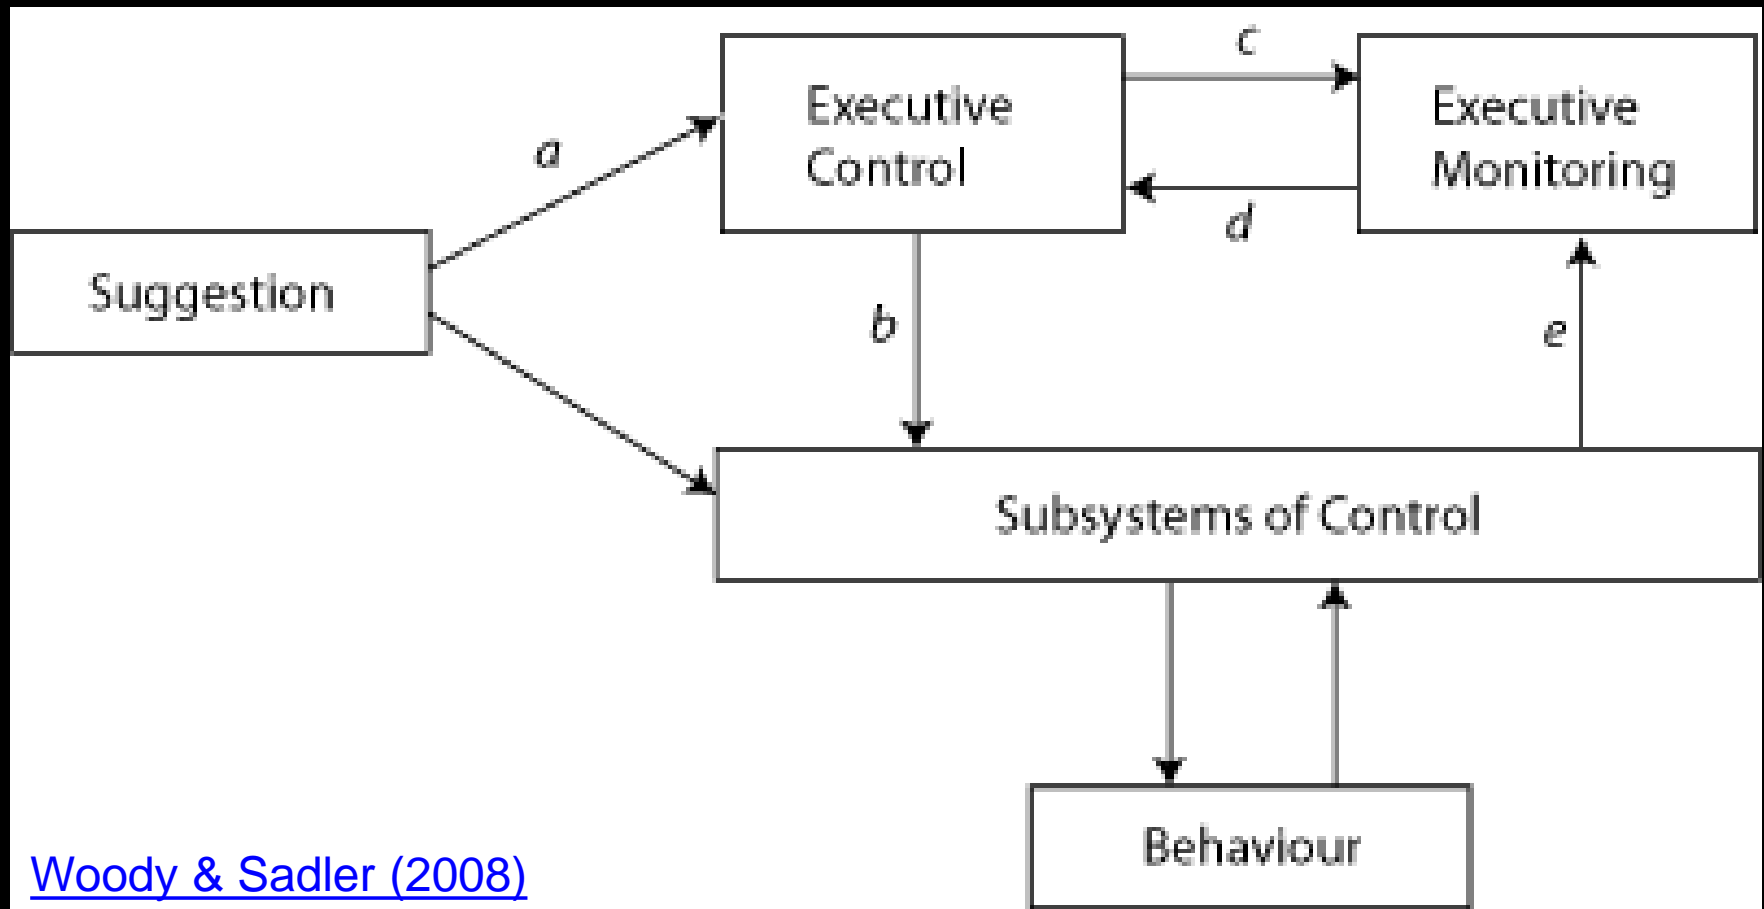 c
Executive
Control
Executive
Monitoring
a
d
Suggestion
b
e
Subsystems of Control
Behaviour
Woody & Sadler (2008)